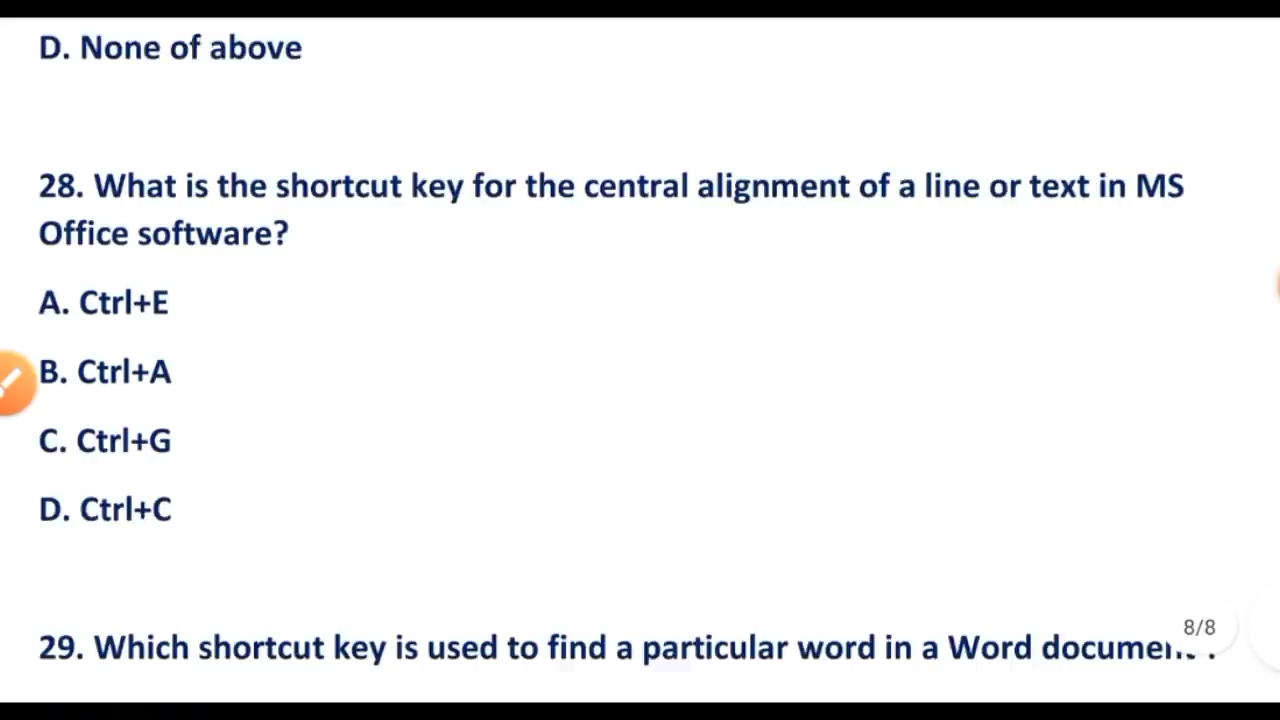 D. None of above
28. What is the shortcut key for the central alignment of a line or text in MS
Office software?
A. Ctrl+E
B. Ctrl+A
C. Ctrl+G
D. Ctrl+C
8/8
29. Which shortcut key is used to find a particular word in a Word